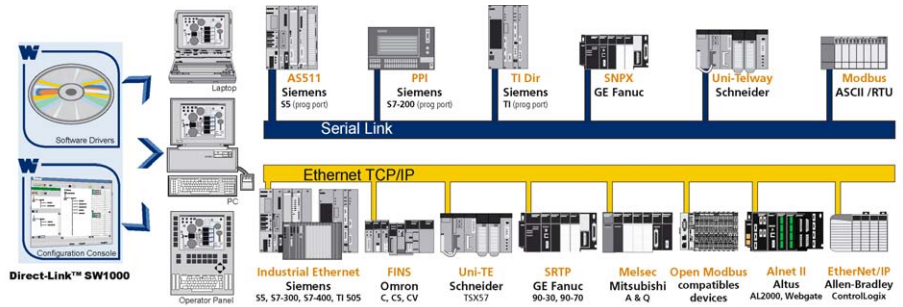 W
Software Drivers
W
Configuration Console
Direct-Link™ SW1000
Laptop
PC
Operator Panel
AS511
Siemens
S5 (prog port)
PPI
Siemens
S7-200 (prog port)
TI Dir
Siemens
TI (prog port)
SNPX
GE Fanuc
Uni-Telway
Schneider
Modbus
ASCII /RTU
Serial Link
Ethernet TCP/IP
Industrial Ethernet
Siemens
S5, S7-300, S7-400, TI 505
FINS
Omron
C, CS, CV
Uni-TE
Schneider
TSX57
SRTP
GE Fanuc
90-30, 90-70
Melsec
Mitsubishi
A & Q
Open Modbus
compatibles
devices
Alnet II
Altus
AL2000, Webgate
EtherNet/IP
Allen-Bradley
ControlLogix